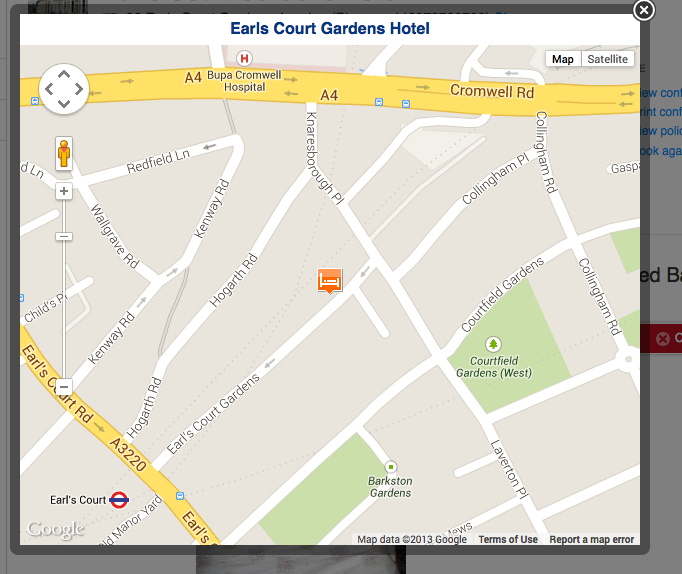 Earls Court Gardens Hotel
Map
Satellite
A4
Bupa Cromwell
Hospital
A4
Cromwell Rd
Knaresborough Pl
Collingham Pl
Collingham Rd
Redfield Ln
d Ln
Gaspa
Kenway Rd
Wallgrave Rd
Hogarth Rd
Courtfield Gardens
Collingham Rd
Child's P
Kenway Rd
Courtfield
Gardens (West)
Earl's Court Rd
Hogarth Rd
Earl's Court Gardens
A3220
Laverton Pl
Barkston
Gardens
Earl's Court
ld Manor Yard
Earl's
ews
Google
Map data ©2013 Google
Terms of Use
Report a map error
iew conf
rint conf
iew polic
ook aga
ed Ba